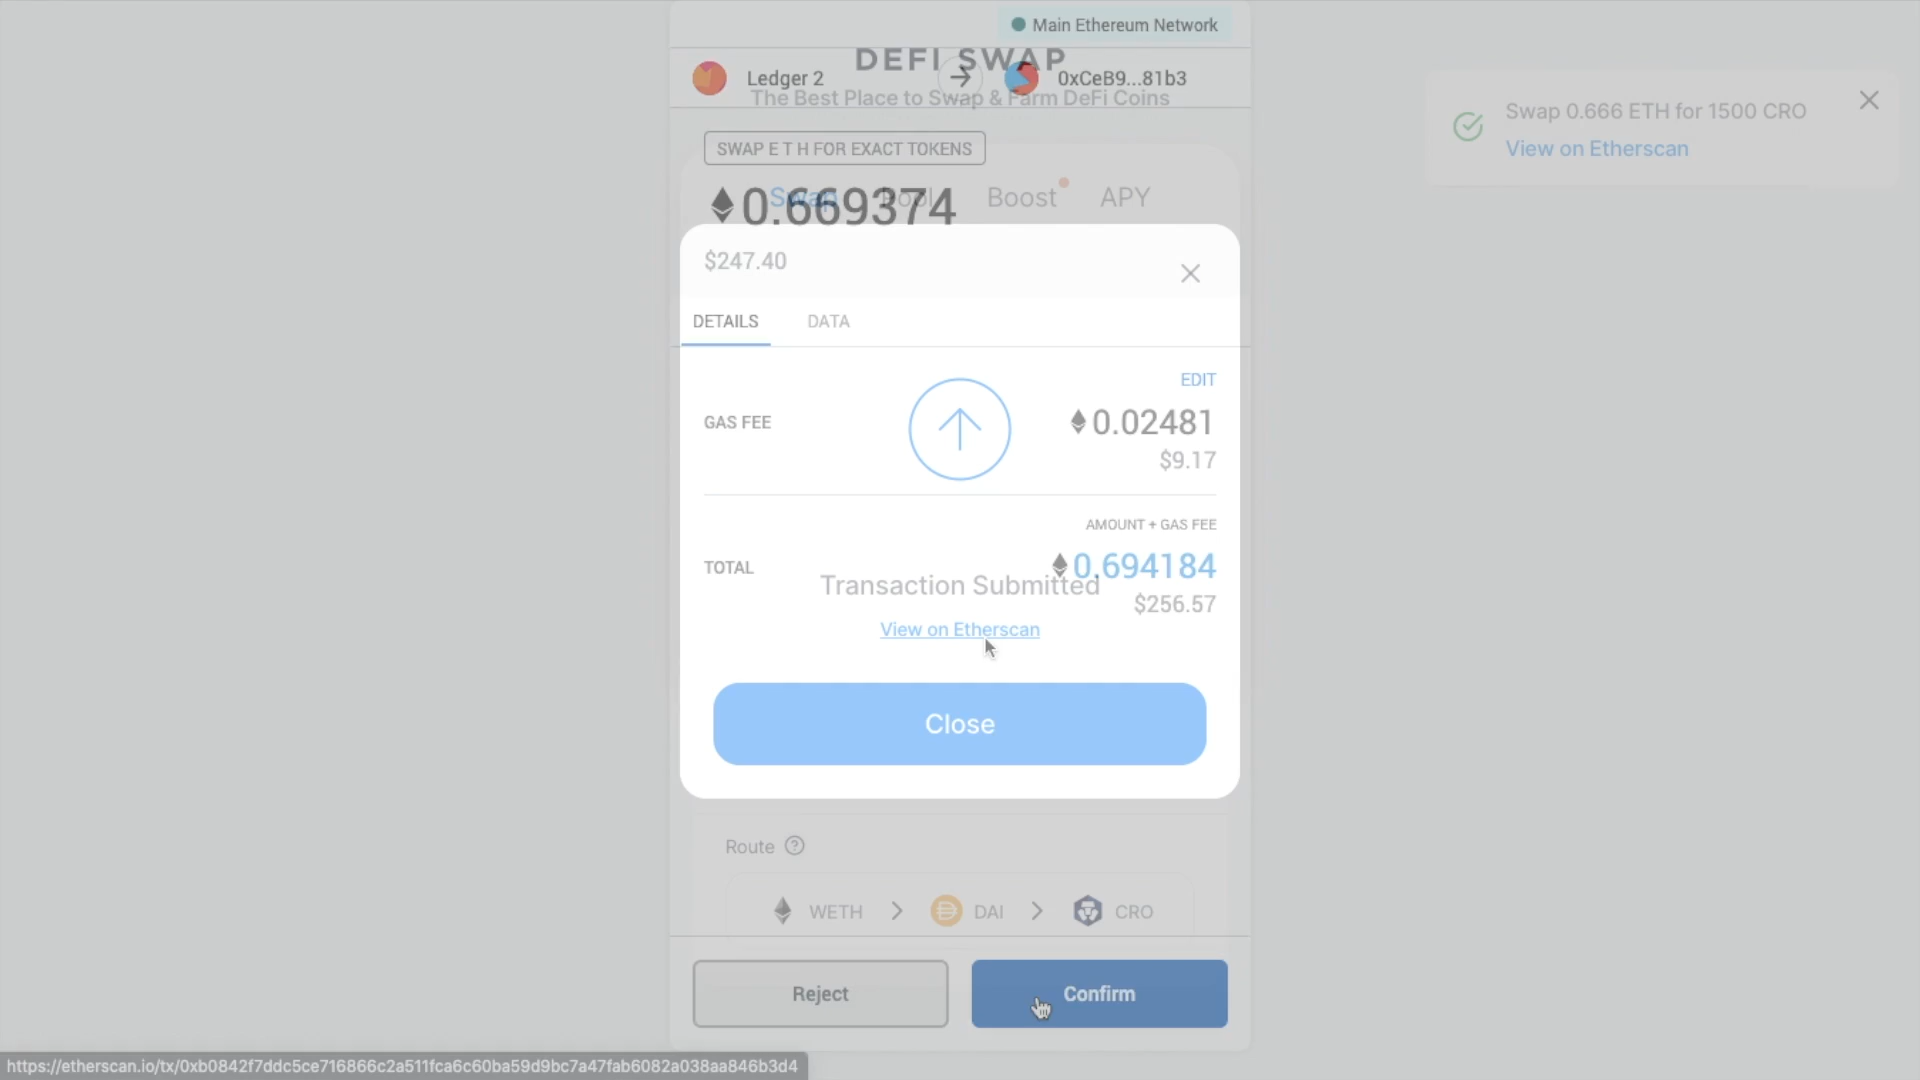 Main Ethereum Network
DEFI SWAP
Ledger 2
0xCeB9...81b3
The Best Place to Swap & Farm DeFi Coins
Swap 0.666 ETH for 1500 CRO
View on Etherscan
SWAP E T H FOR EXACT TOKENS
Swap Pool Boost APY
0.669374
$247.40
DETAILS DATA
EDIT
GAS FEE
0.02481
$9.17
AMOUNT + GAS FEE
TOTAL
0.694184
Transaction Submitted
$256.57
View on Etherscan
Close
Route
WETH > DAI > CRO
Reject
Confirm
https://etherscan.io/tx/0xb0842f7ddc5ce716866c2a511fca6c60ba59d9bc7a47fab6082a038aa846b3d4